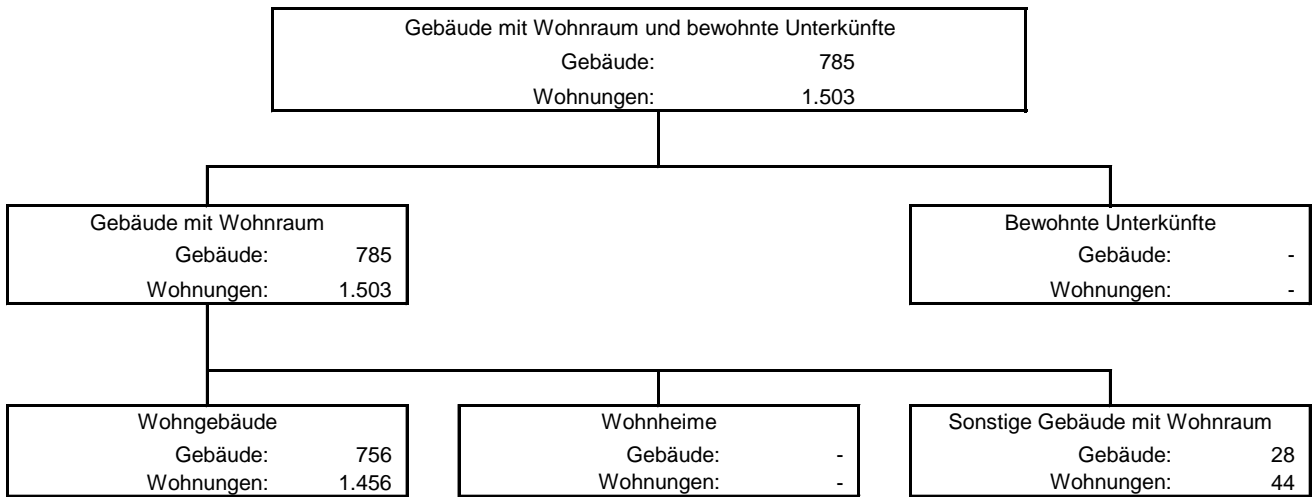 Gebäude mit Wohnraum und bewohnte Unterkünfte
Gebäude: 785
Wohnungen: 1.503
Gebäude mit Wohnraum
Gebäude: 785
Wohnungen: 1.503
Bewohnte Unterkünfte
Gebäude: -
Wohnungen: -
Wohngebäude
Gebäude: 756
Wohnungen: 1.456
Wohnheime
Gebäude: -
Wohnungen: -
Sonstige Gebäude mit Wohnraum
Gebäude: 28
Wohnungen: 44